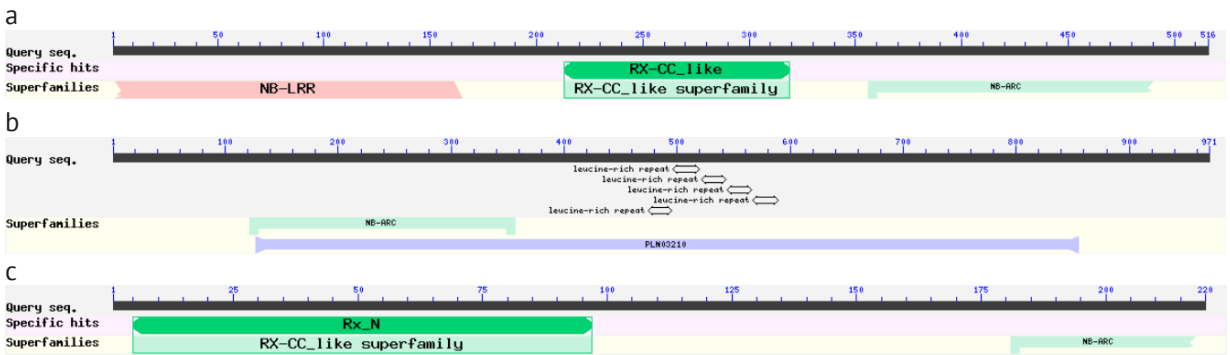 a
1 50 100 150 200 250 300 350 400 450 500 516
Query seq.
Specific hits RX-CC_like
Superfamilies NB-LRR RX-CC_like superfamily NB-ARC
b
1 100 200 300 400 500 600 700 800 900 971
Query seq.
leucine-rich repeat
leucine-rich repeat
leucine-rich repeat
leucine-rich repeat
leucine-rich repeat
Superfamilies NB-ARC
PLN03210
c
1 25 50 75 100 125 150 175 200 220
Query seq.
Specific hits Rx_N
Superfamilies RX-CC_like superfamily NB-ARC